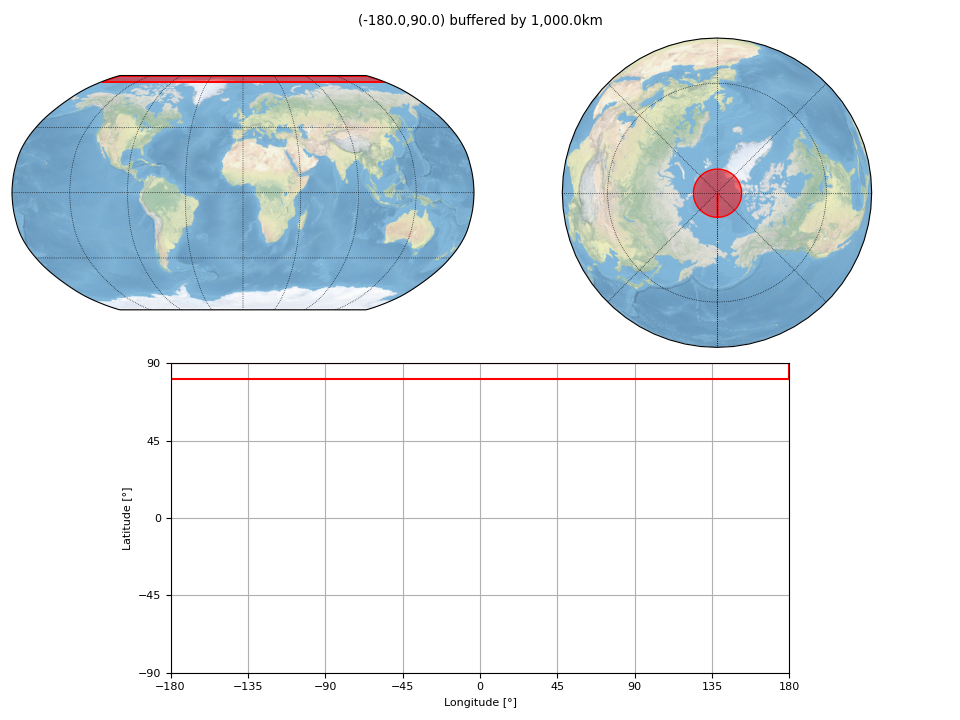 (-180.0,90.0) buffered by 1,000.0km
90
45
0
−45
−90
Latitude [°]
−180 −135 −90 −45 0 45 90 135 180
Longitude [°]